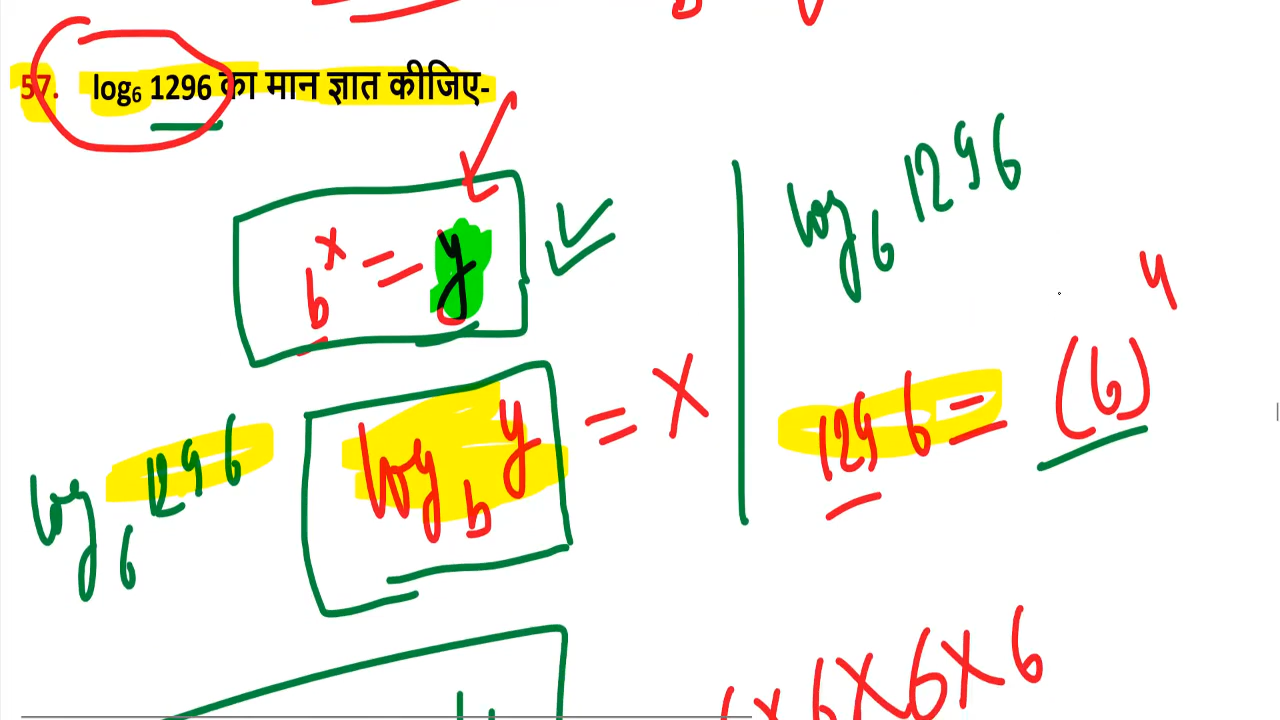 57. log₆ 1296 का मान ज्ञात कीजिए-
bˣ = y
log₆ 1296
log_b y = x
log₆ 1296
1296 = (6)⁴
6×6×6